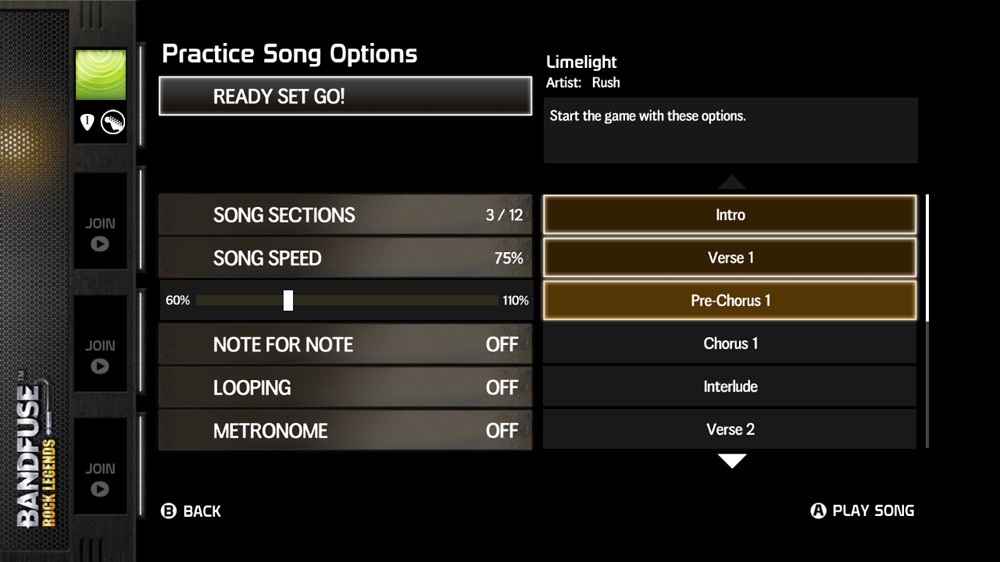 Practice Song Options
READY SET GO!
Limelight
Artist: Rush
Start the game with these options.
SONG SECTIONS 3 / 12
SONG SPEED 75%
60% 110%
NOTE FOR NOTE OFF
LOOPING OFF
METRONOME OFF
Intro
Verse 1
Pre-Chorus 1
Chorus 1
Interlude
Verse 2
JOIN
JOIN
JOIN
BANDFUSE™
ROCK LEGENDS
B BACK
A PLAY SONG